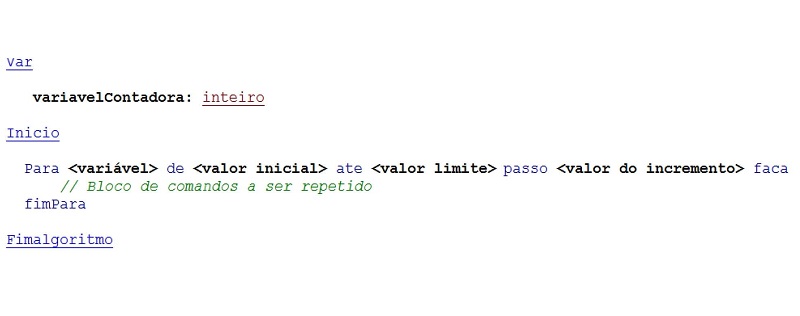 Var
variavelContadora: inteiro
Inicio
Para <variável> de <valor inicial> ate <valor limite> passo <valor do incremento> faca
// Bloco de comandos a ser repetido
fimPara
Fimalgoritmo